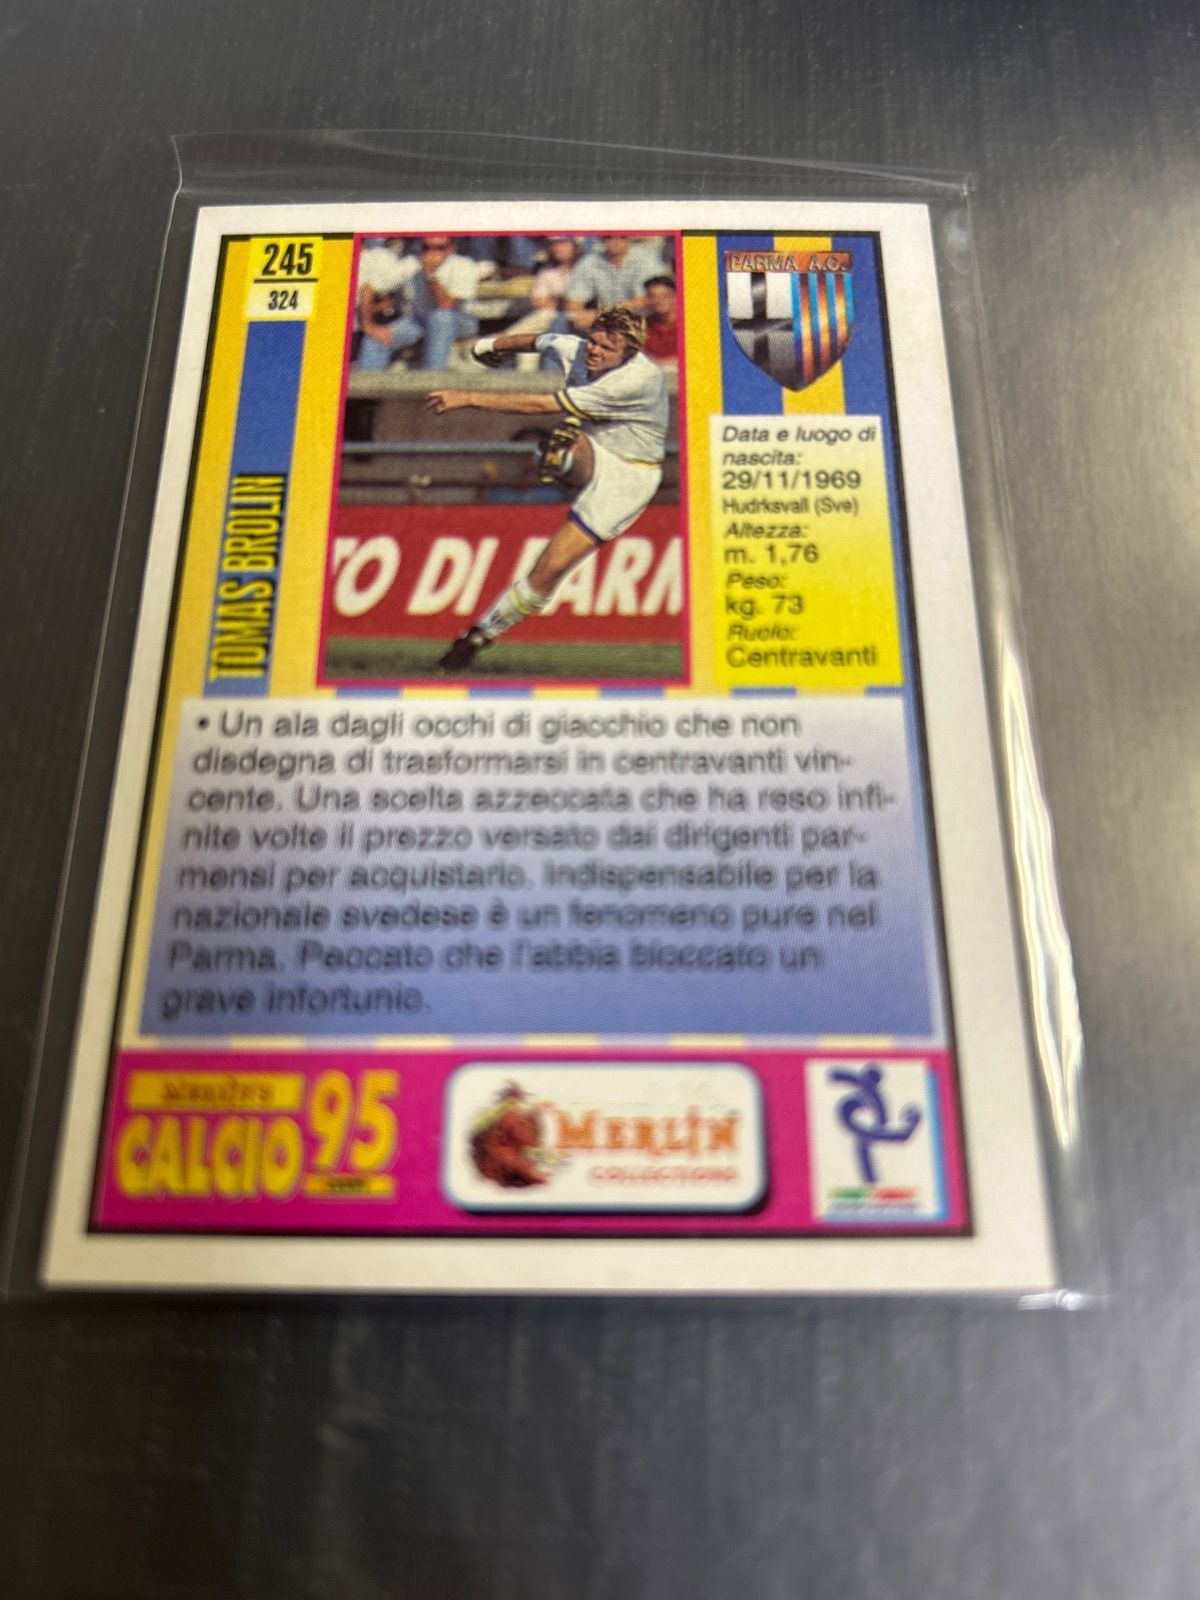 245
324
TOMAS BROLIN
PARMA A.C.
TO DI PARM
Data e luogo di
nascita:
29/11/1969
Hudrksvall (Sve)
Altezza:
m. 1,76
Peso:
kg. 73
Ruolo:
Centravanti
• Un ala dagli occhi di giacchio che non
disdegna di trasformarsi in centravanti vin-
cente. Una scelta azzeccata che ha reso infi-
nite volte il prezzo versato dai dirigenti par-
mensi per acquistarlo. Indispensabile per la
nazionale svedese è un fenomeno pure nel
Parma. Peccato che l'abbia bloccato un
grave infortunio.
MERLIN'S
CALCIO 95
MERLIN
COLLECTIONS